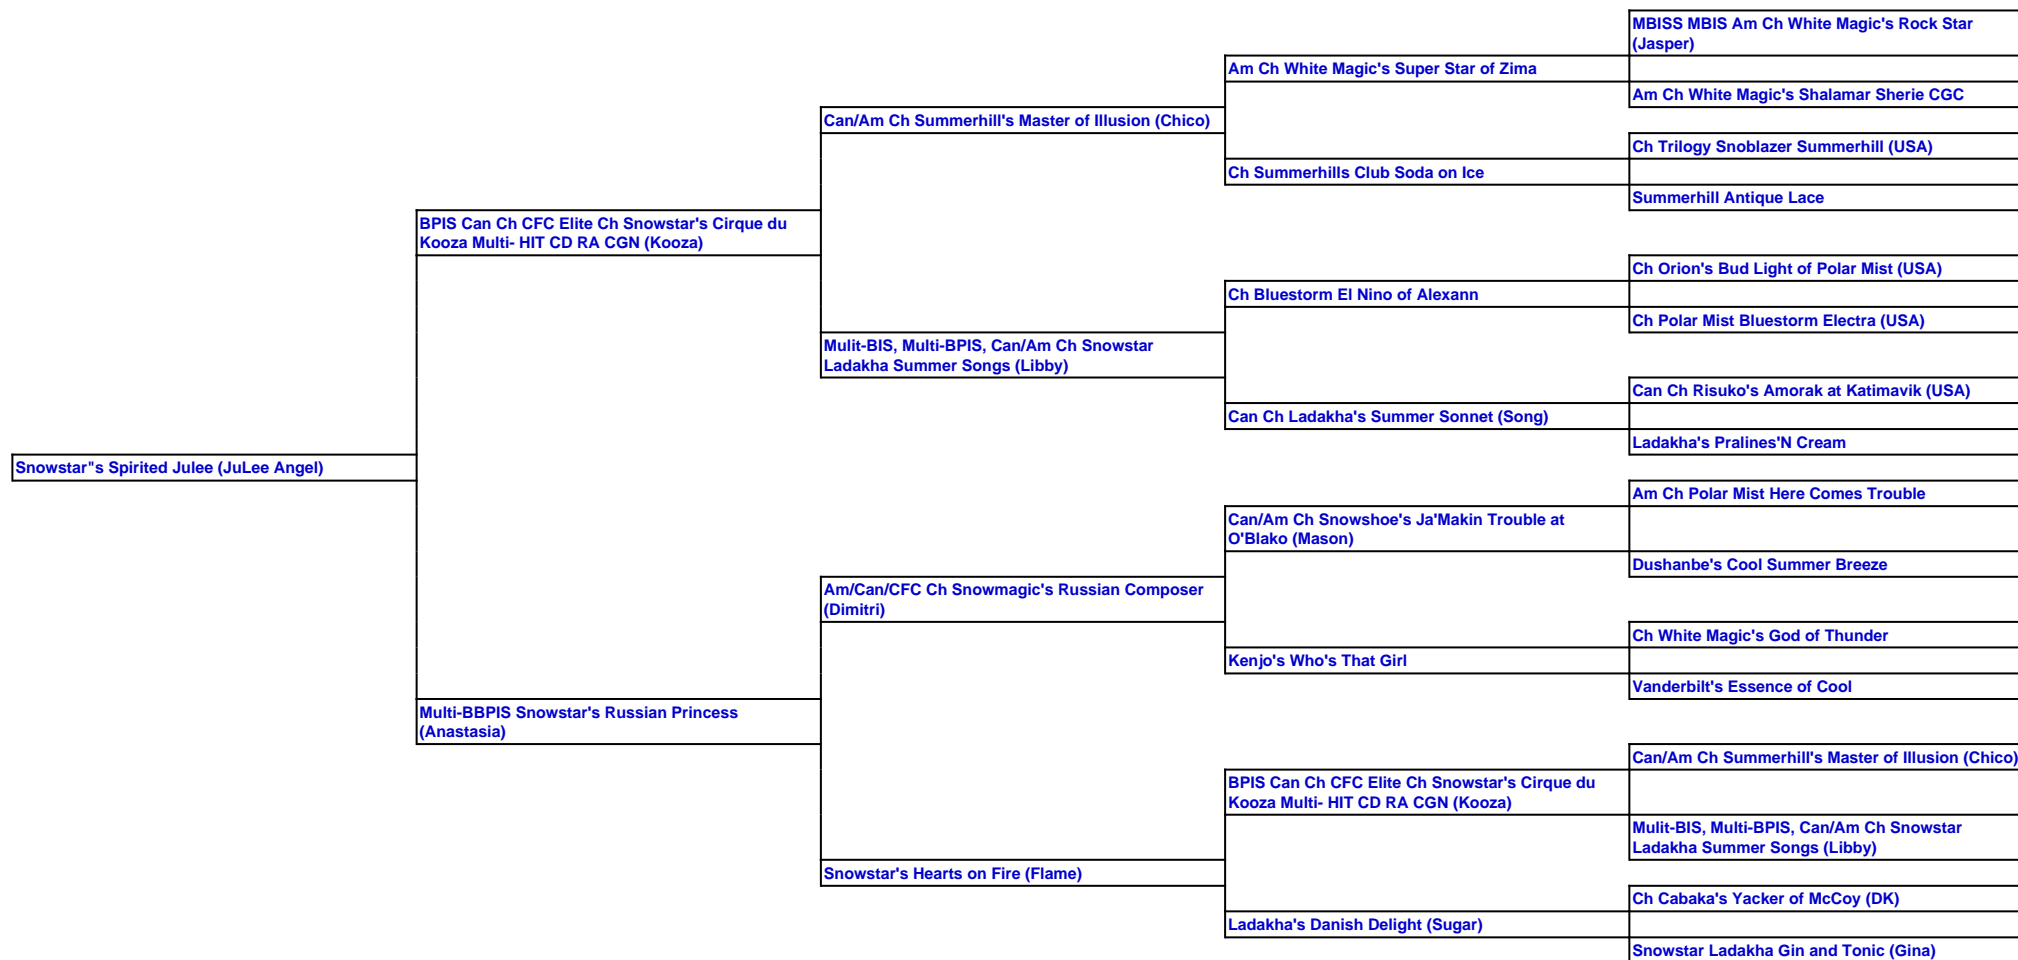 MBISS MBIS Am Ch White Magic's Rock Star
(Jasper)
Am Ch White Magic's Super Star of Zima
Am Ch White Magic's Shalamar Sherie CGC
Can/Am Ch Summerhill's Master of Illusion (Chico)
Ch Trilogy Snoblazer Summerhill (USA)
Ch Summerhills Club Soda on Ice
Summerhill Antique Lace
BPIS Can Ch CFC Elite Ch Snowstar's Cirque du
Kooza Multi- HIT CD RA CGN (Kooza)
Ch Orion's Bud Light of Polar Mist (USA)
Ch Bluestorm El Nino of Alexann
Ch Polar Mist Bluestorm Electra (USA)
Mulit-BIS, Multi-BPIS, Can/Am Ch Snowstar
Ladakha Summer Songs (Libby)
Can Ch Risuko's Amorak at Katimavik (USA)
Can Ch Ladakha's Summer Sonnet (Song)
Ladakha's Pralines'N Cream
Snowstar"s Spirited Julee (JuLee Angel)
Am Ch Polar Mist Here Comes Trouble
Can/Am Ch Snowshoe's Ja'Makin Trouble at
O'Blako (Mason)
Dushanbe's Cool Summer Breeze
Am/Can/CFC Ch Snowmagic's Russian Composer
(Dimitri)
Ch White Magic's God of Thunder
Kenjo's Who's That Girl
Vanderbilt's Essence of Cool
Multi-BBPIS Snowstar's Russian Princess
(Anastasia)
Can/Am Ch Summerhill's Master of Illusion (Chico)
BPIS Can Ch CFC Elite Ch Snowstar's Cirque du
Kooza Multi- HIT CD RA CGN (Kooza)
Mulit-BIS, Multi-BPIS, Can/Am Ch Snowstar
Ladakha Summer Songs (Libby)
Snowstar's Hearts on Fire (Flame)
Ch Cabaka's Yacker of McCoy (DK)
Ladakha's Danish Delight (Sugar)
Snowstar Ladakha Gin and Tonic (Gina)